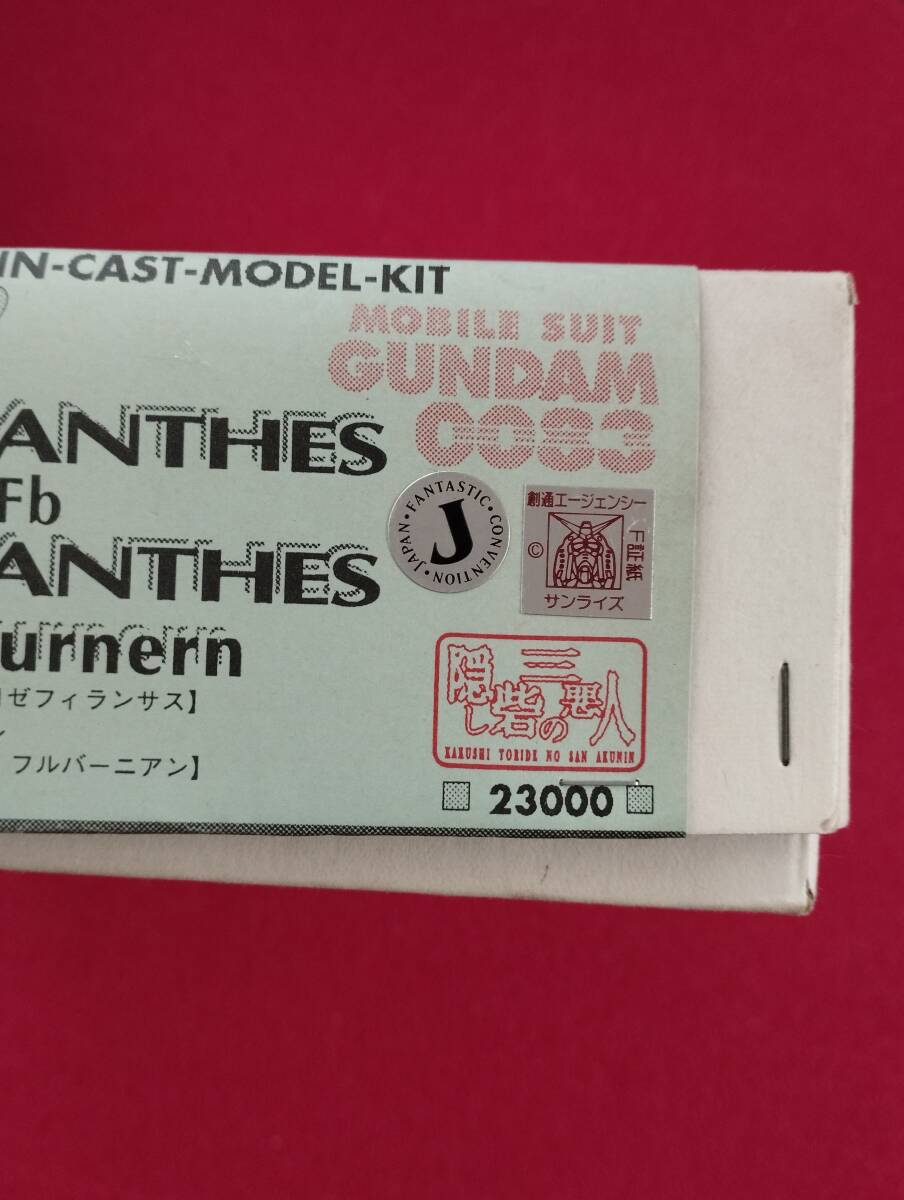 IN-CAST-MODEL-KIT
MOBILE SUIT
GUNDAM
0083
ANTHES
Fb
ANTHES
urnern
ゼフィランサス】
フルバーニアン】
JAPAN・FANTASTIC・CONVENTION・
J
創通エージェンシー
©
F証紙
サンライズ
隠し砦の三悪人
KAKUSHI TORIDE NO SAN AKUNIN
23000